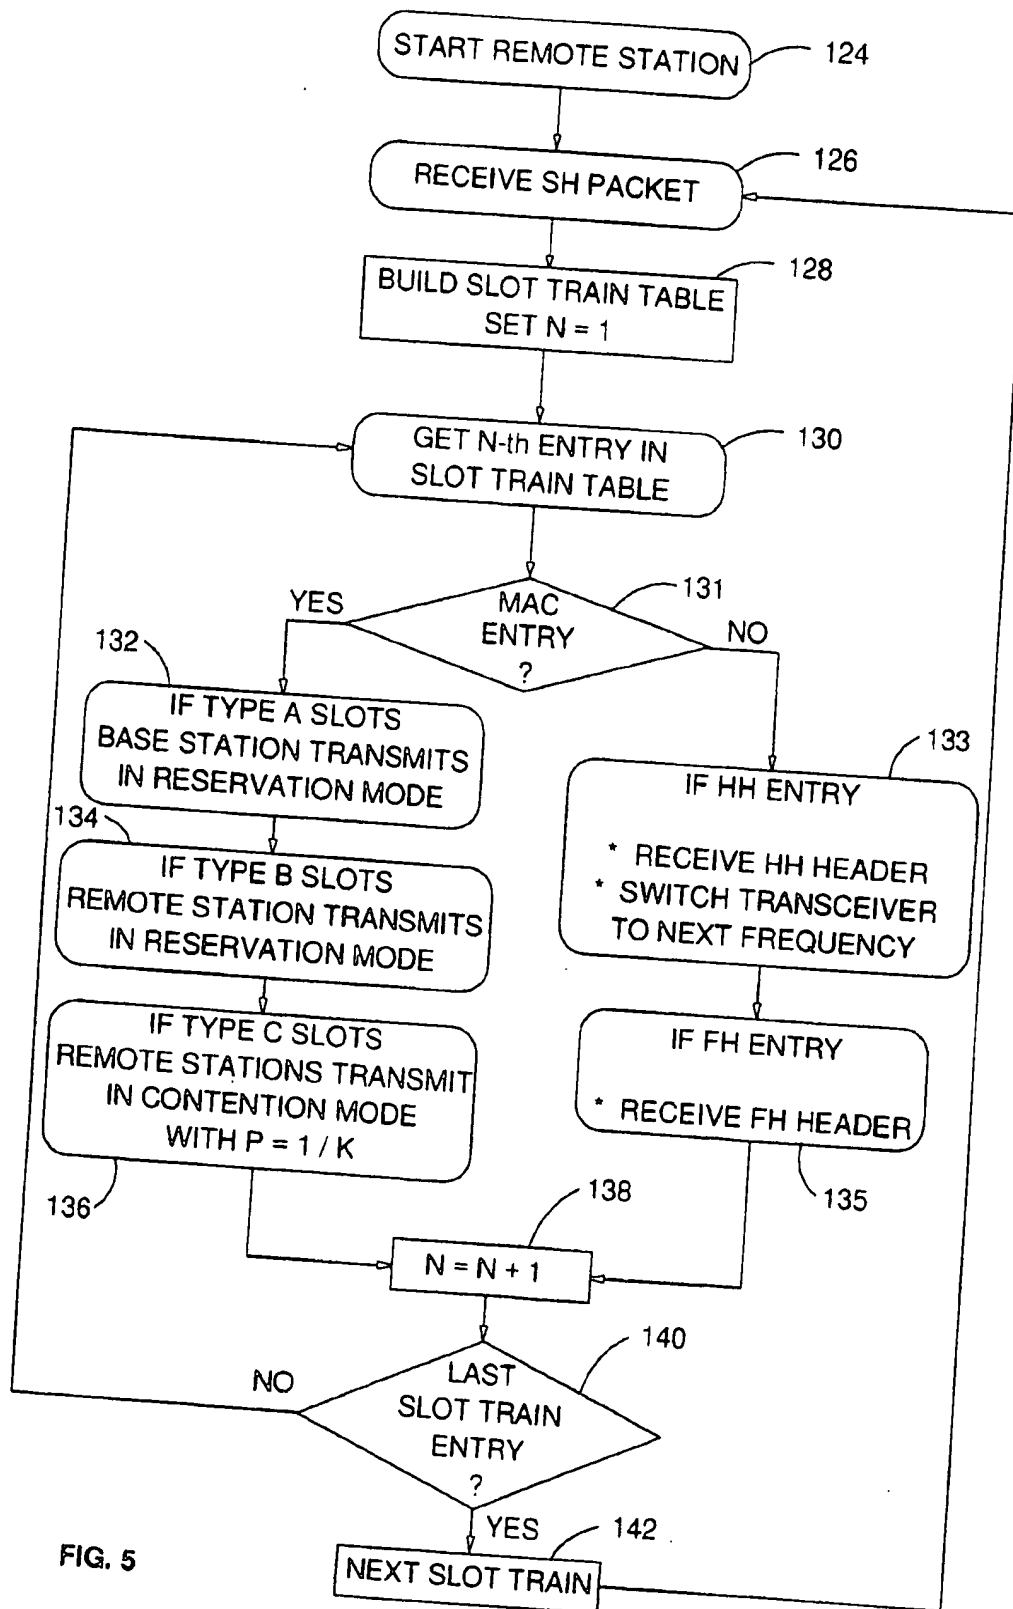 START REMOTE STATION
124
RECEIVE SH PACKET
126
BUILD SLOT TRAIN TABLE
SET N = 1
128
GET N-th ENTRY IN
SLOT TRAIN TABLE
130
MAC
ENTRY
?
131
YES
NO
132
IF TYPE A SLOTS
BASE STATION TRANSMITS
IN RESERVATION MODE
133
IF HH ENTRY
* RECEIVE HH HEADER
* SWITCH TRANSCEIVER
TO NEXT FREQUENCY
134
IF TYPE B SLOTS
REMOTE STATION TRANSMITS
IN RESERVATION MODE
IF TYPE C SLOTS
REMOTE STATIONS TRANSMIT
IN CONTENTION MODE
WITH P = 1 / K
136
IF FH ENTRY
* RECEIVE FH HEADER
135
138
N = N + 1
140
LAST
SLOT TRAIN
ENTRY
?
NO
YES
142
NEXT SLOT TRAIN
FIG. 5